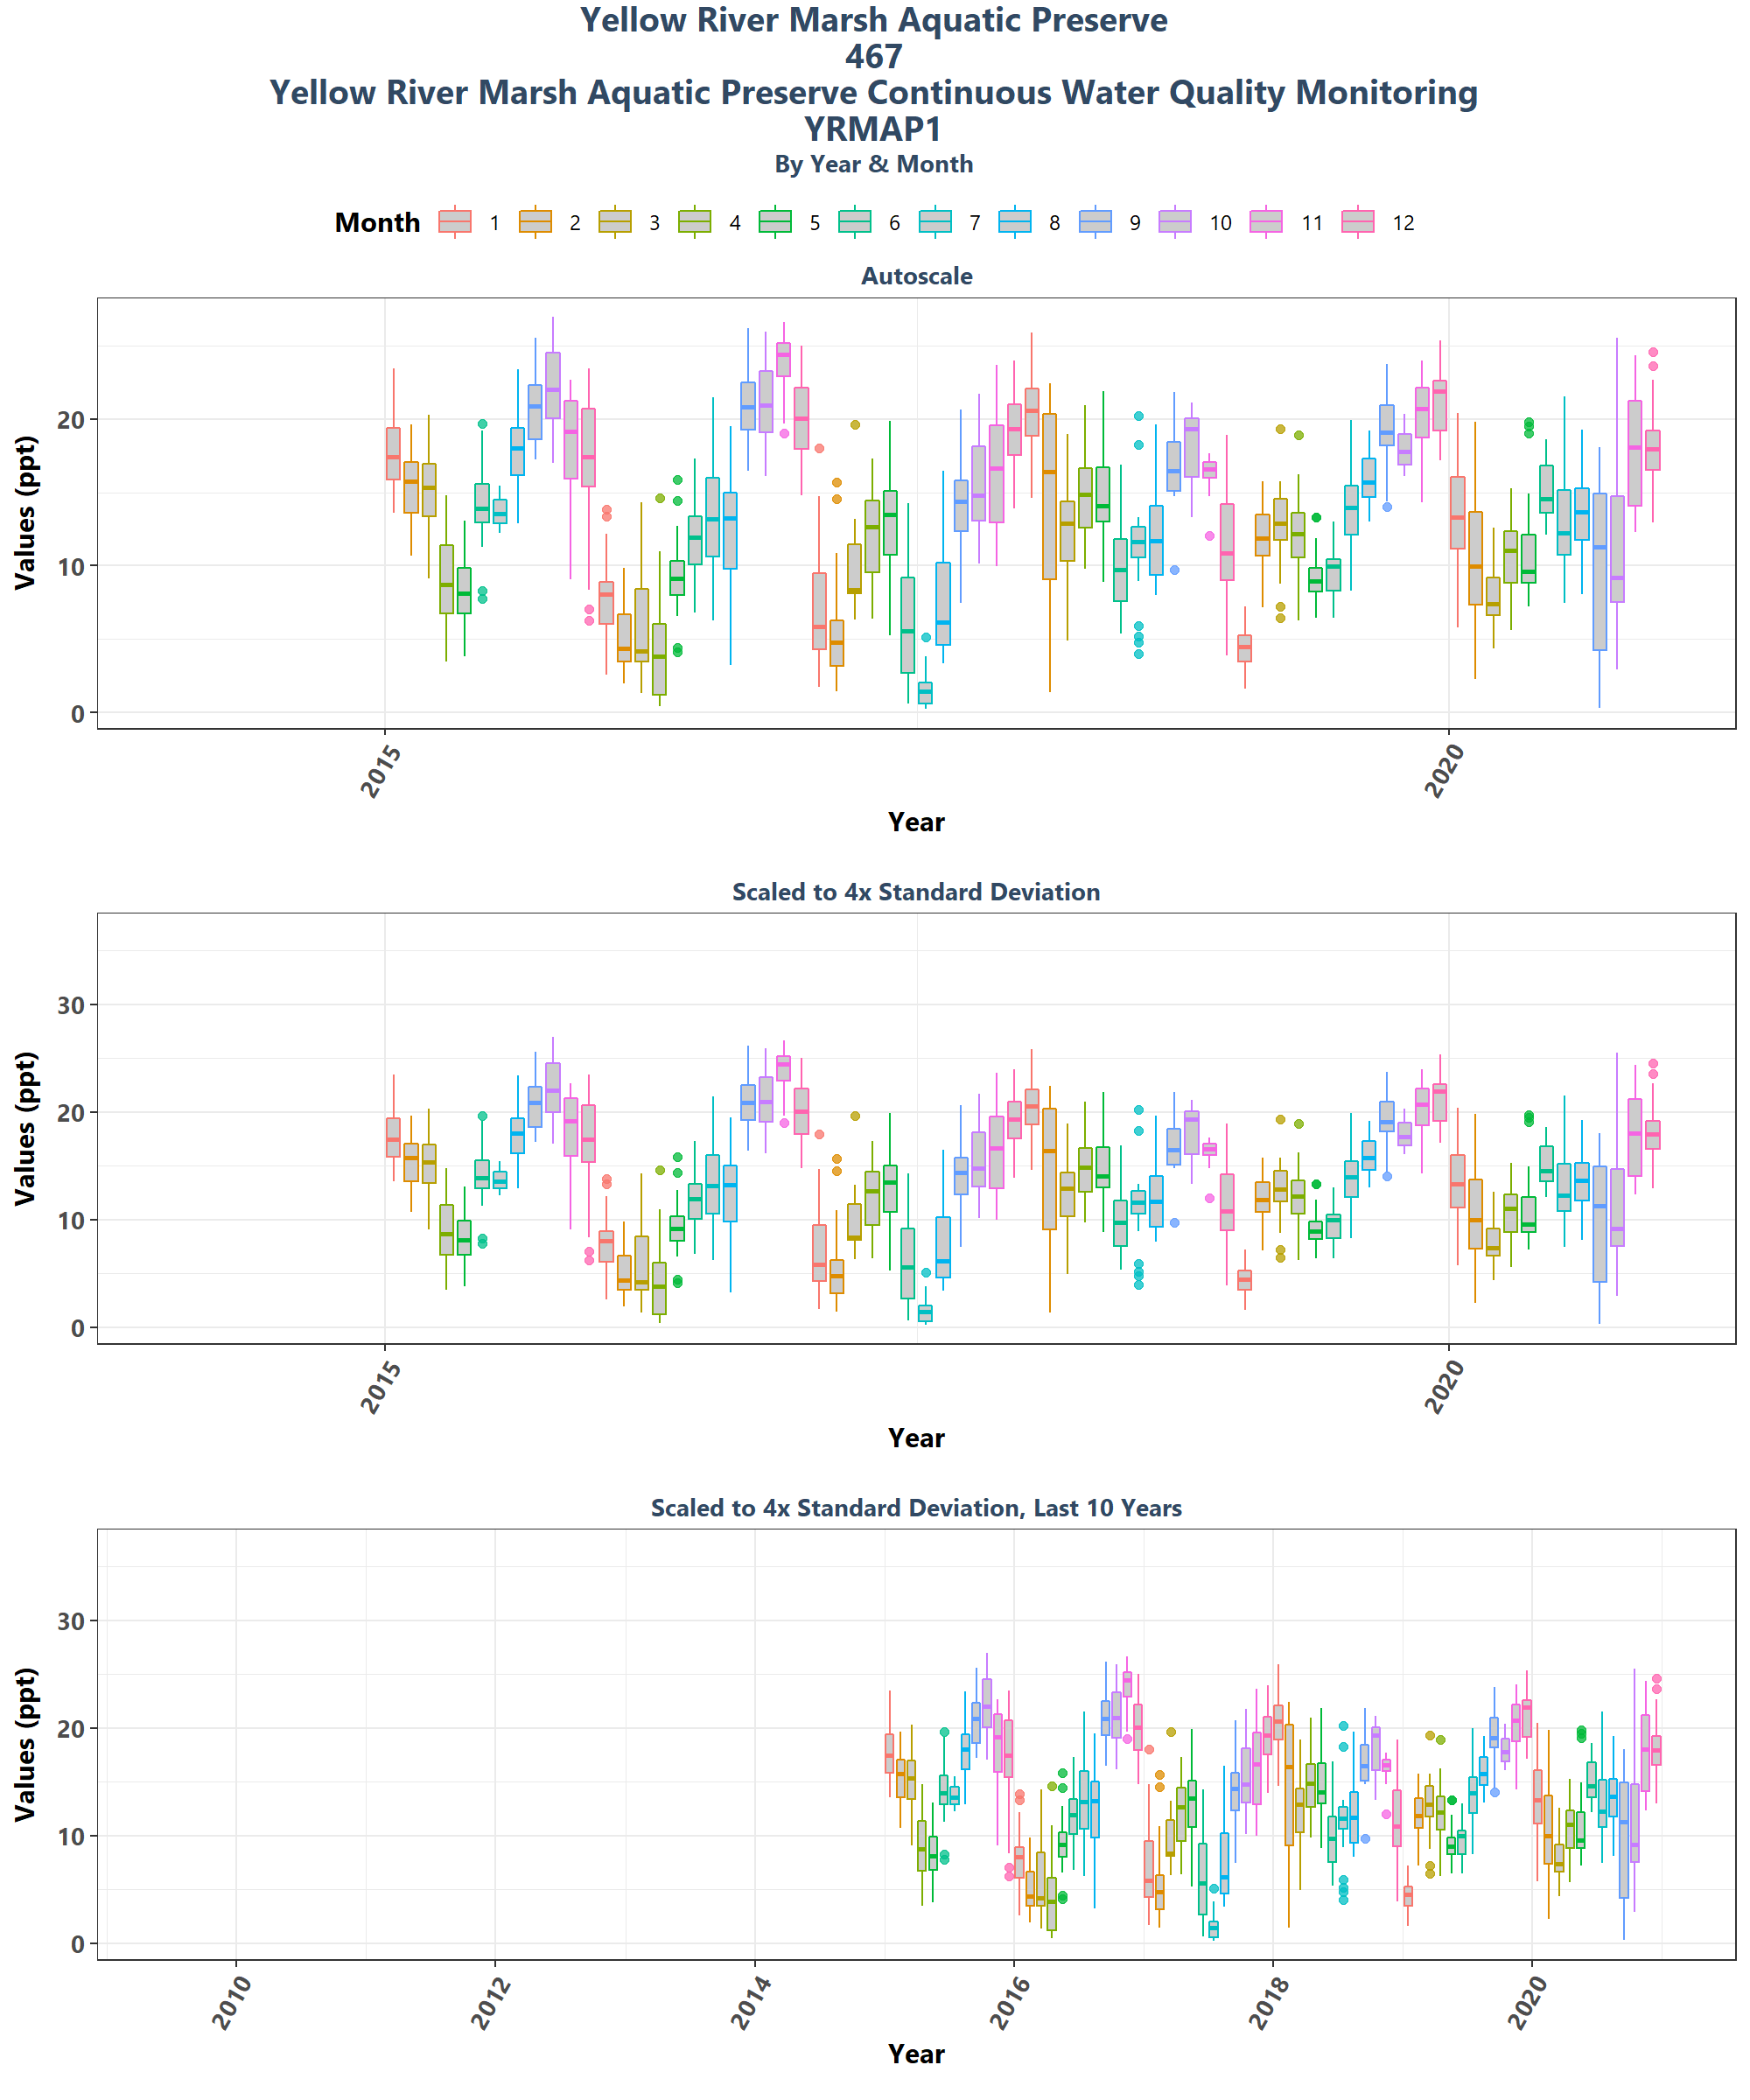 Yellow River Marsh Aquatic Preserve
467
Yellow River Marsh Aquatic Preserve Continuous Water Quality Monitoring
YRMAP1
By Year & Month
Month 1 2 3 4 5 6 7 8 9 10 11 12
Autoscale
Values (ppt)
20
10
0
2015 2020
Year
Scaled to 4x Standard Deviation
Values (ppt)
30
20
10
0
2015 2020
Year
Scaled to 4x Standard Deviation, Last 10 Years
Values (ppt)
30
20
10
0
2010 2012 2014 2016 2018 2020
Year